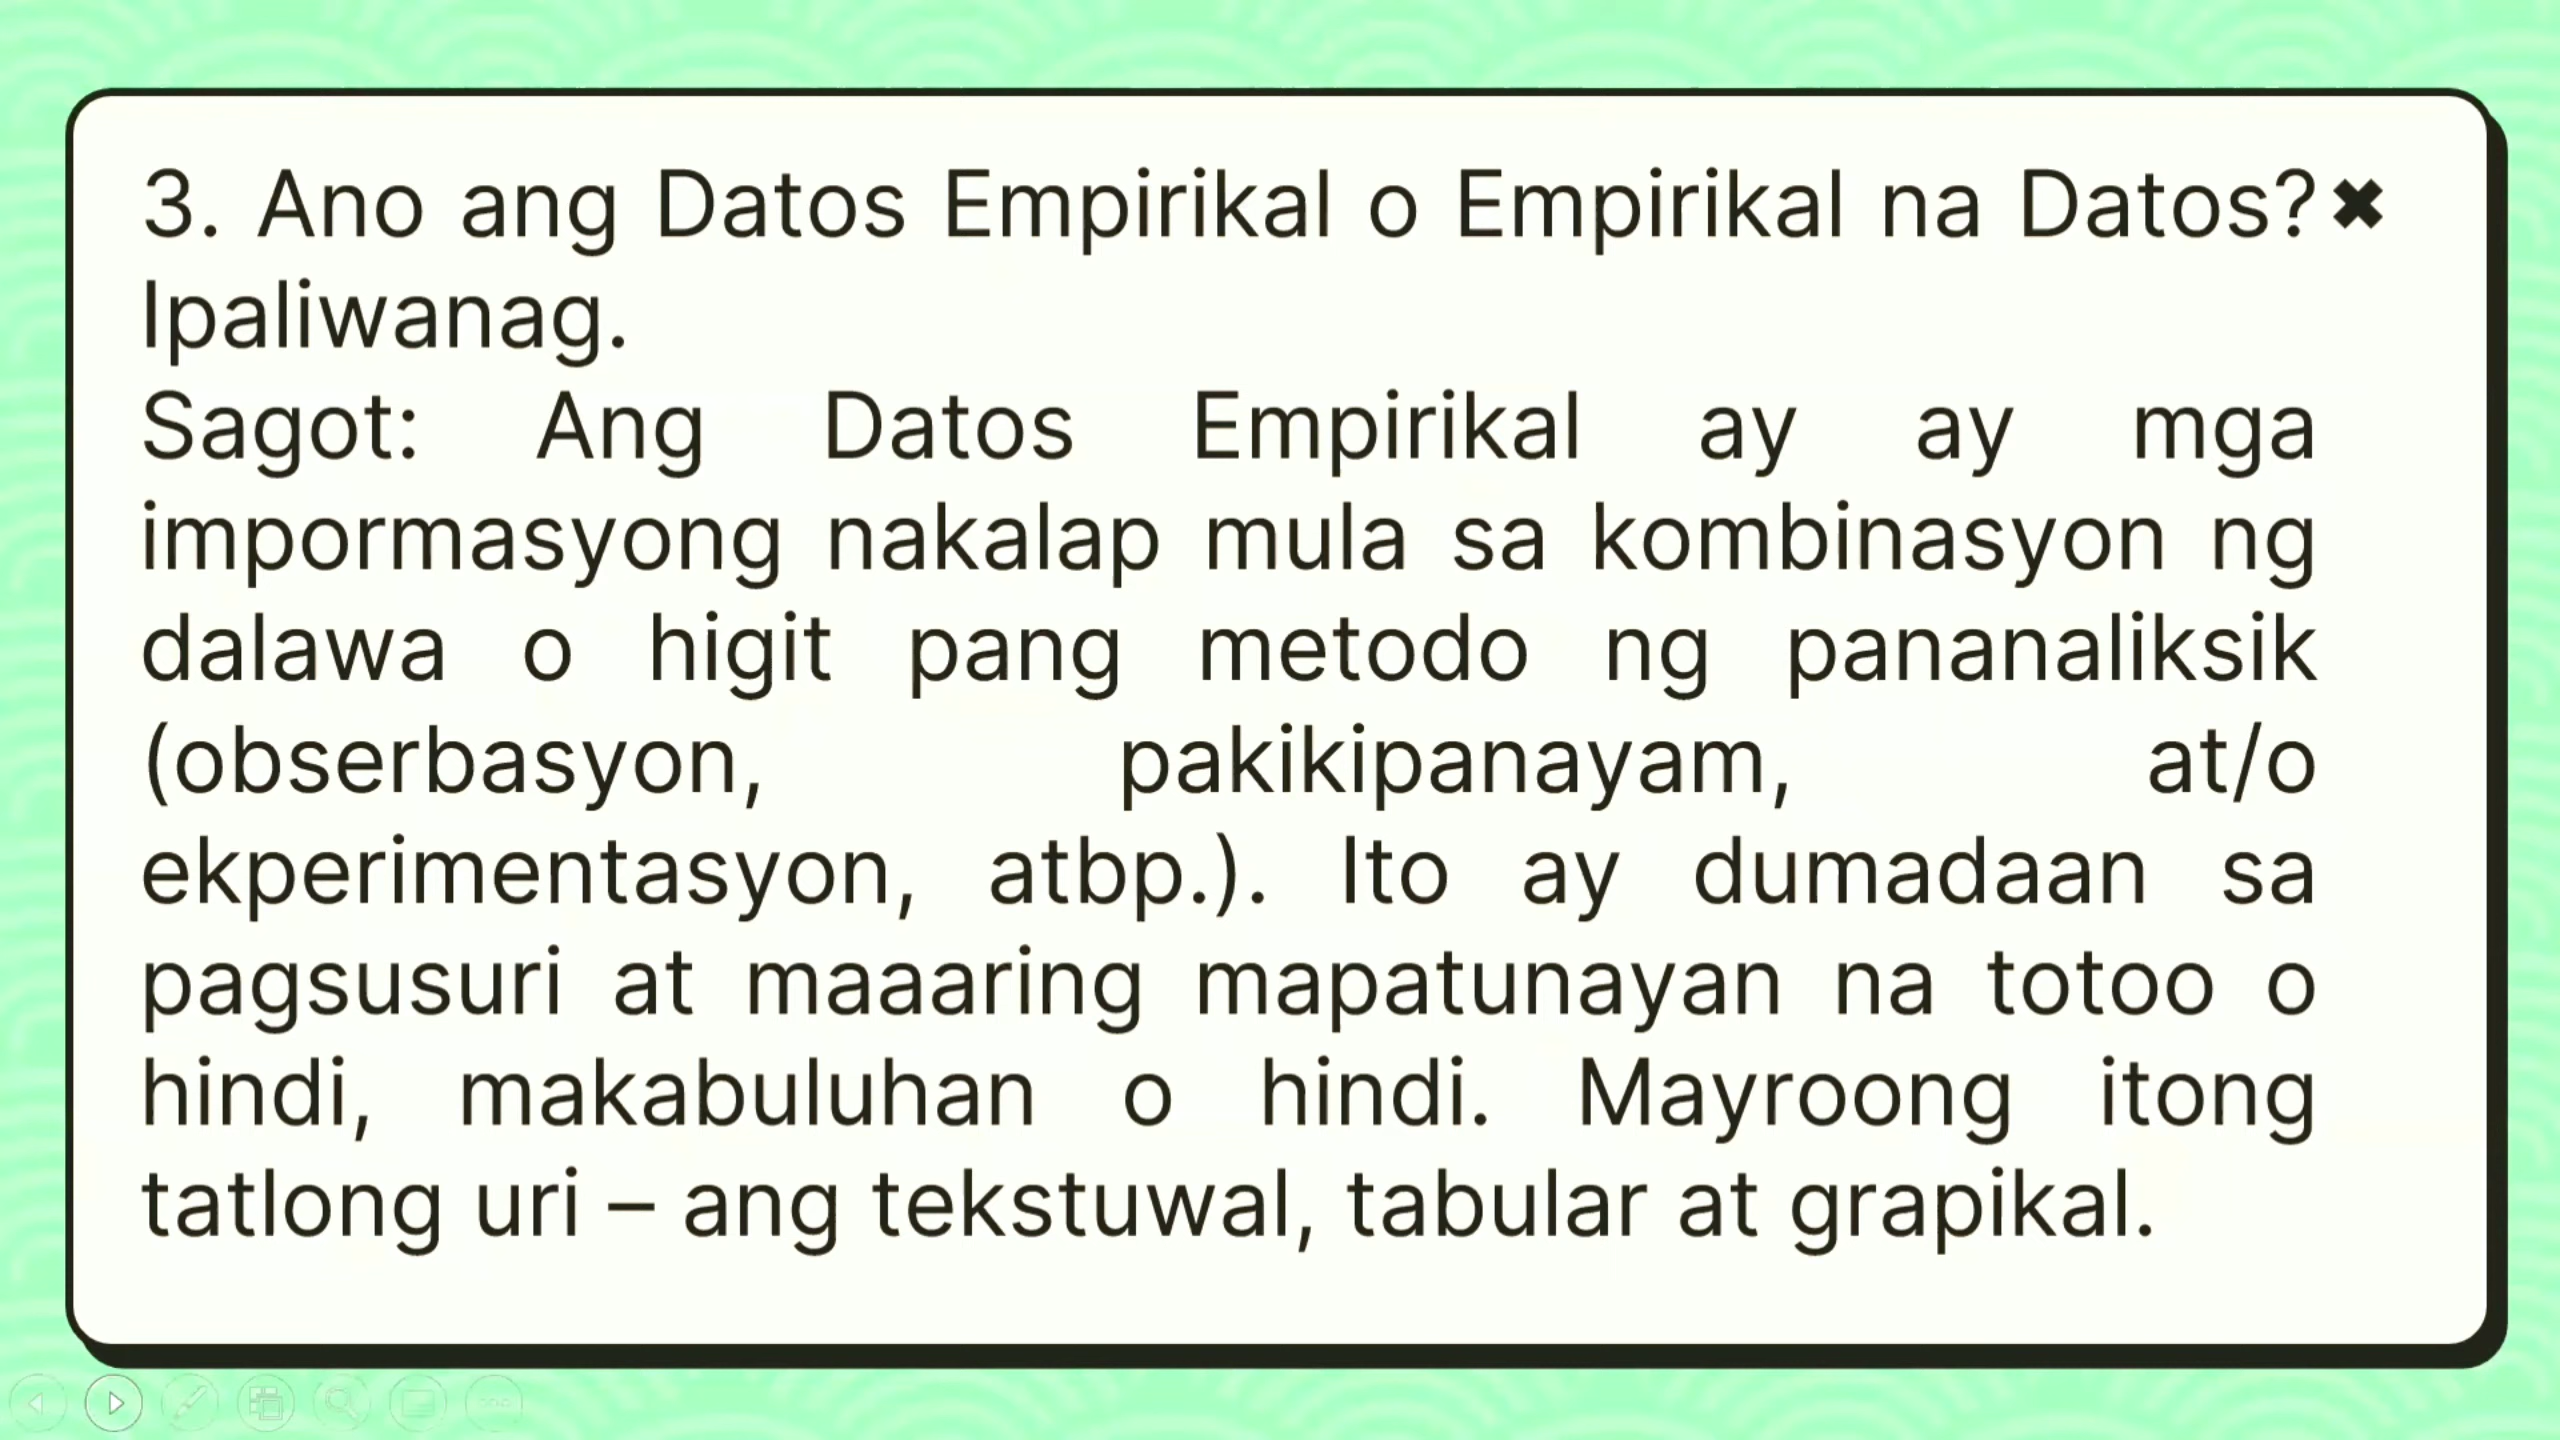 3. Ano ang Datos Empirikal o Empirikal na Datos?
Ipaliwanag.
Sagot: Ang Datos Empirikal ay ay mga
impormasyong nakalap mula sa kombinasyon ng
dalawa o higit pang metodo ng pananaliksik
(obserbasyon, pakikipanayam, at/o
ekperimentasyon, atbp.). Ito ay dumadaan sa
pagsusuri at maaaring mapatunayan na totoo o
hindi, makabuluhan o hindi. Mayroong itong
tatlong uri – ang tekstuwal, tabular at grapikal.